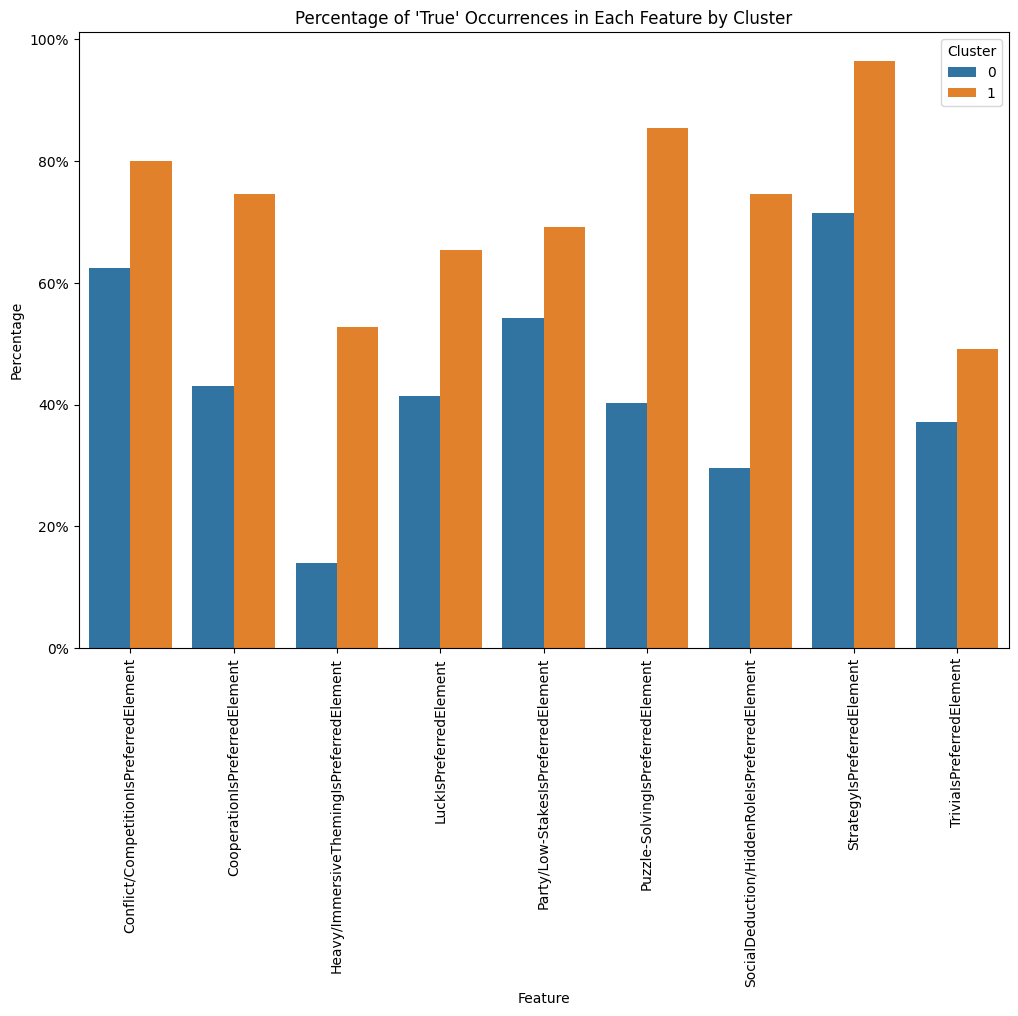 Percentage of 'True' Occurrences in Each Feature by Cluster
Cluster
0
1
Percentage
100%
80%
60%
40%
20%
0%
Conflict/CompetitionIsPreferredElement
CooperationIsPreferredElement
Heavy/ImmersiveThemingIsPreferredElement
LuckIsPreferredElement
Party/Low-StakesIsPreferredElement
Puzzle-SolvingIsPreferredElement
SocialDeduction/HiddenRoleIsPreferredElement
StrategyIsPreferredElement
TriviaIsPreferredElement
Feature